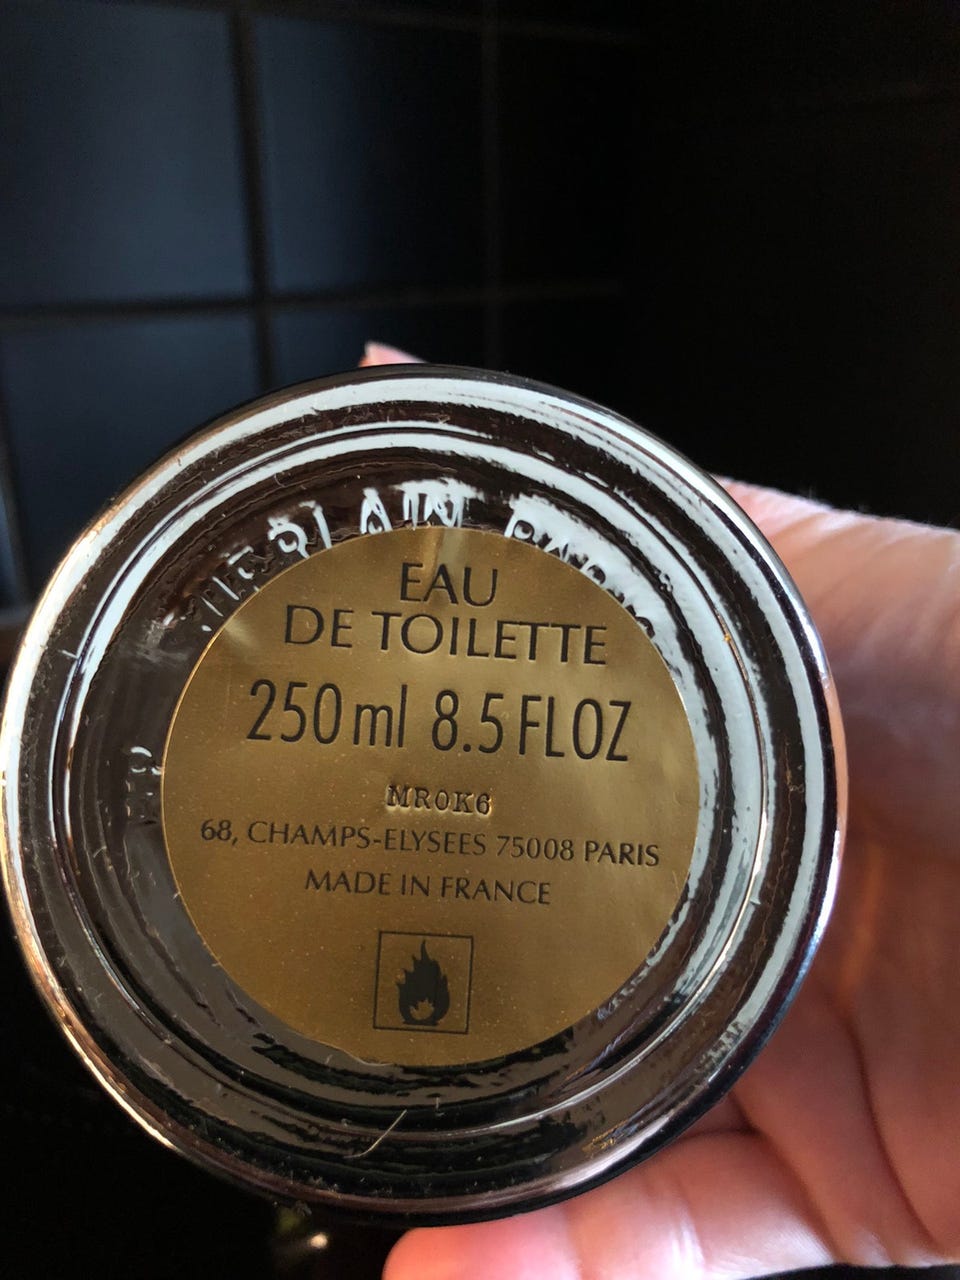 EAU
DE TOILETTE
250 ml 8.5 FL OZ
MR0K6
68, CHAMPS-ELYSEES 75008 PARIS
MADE IN FRANCE